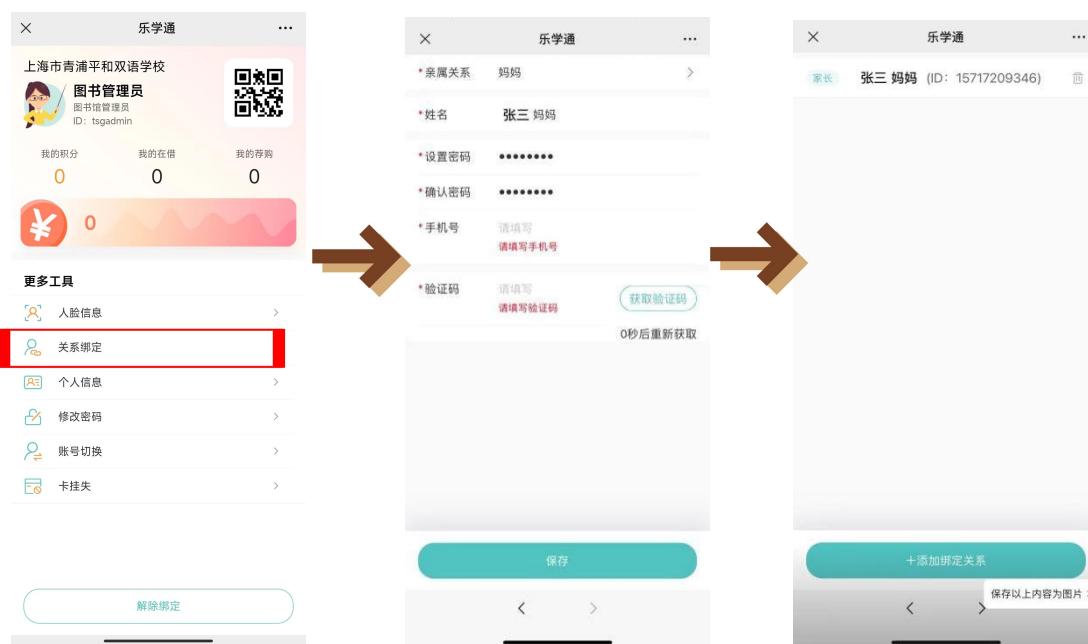 乐学通
上海市青浦平和双语学校
图书管理员
图书馆管理员
ID: tsgadmin
我的积分 我的在借 我的荐购
0 0 0
0
更多工具
人脸信息
关系绑定
个人信息
修改密码
账号切换
卡挂失
解除绑定
乐学通
*亲属关系 妈妈
*姓名 张三 妈妈
*设置密码 ••••••••
*确认密码 ••••••••
*手机号 请填写
请填写手机号
*验证码 请填写 获取验证码
请填写验证码
0秒后重新获取
保存
乐学通
家长 张三 妈妈 (ID: 15717209346)
+添加绑定关系
保存以上内容为图片